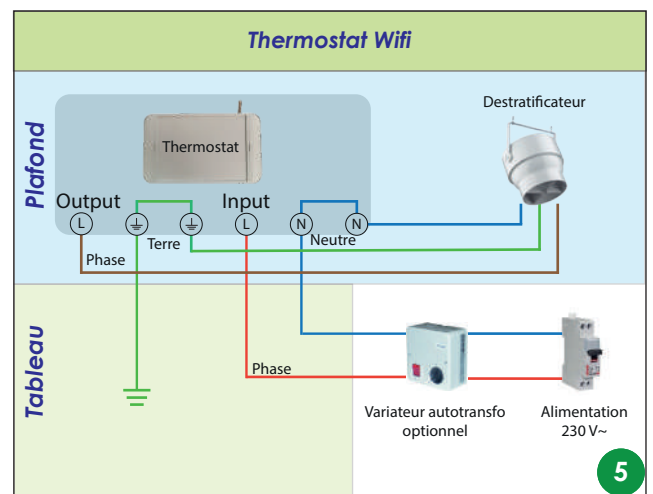 Thermostat Wifi
Plafond
Destratificateur
Thermostat
Output
Input
L
L
N
N
Terre
Neutre
Phase
Tableau
Phase
Variateur autotransfo
optionnel
Alimentation
230 V~
5